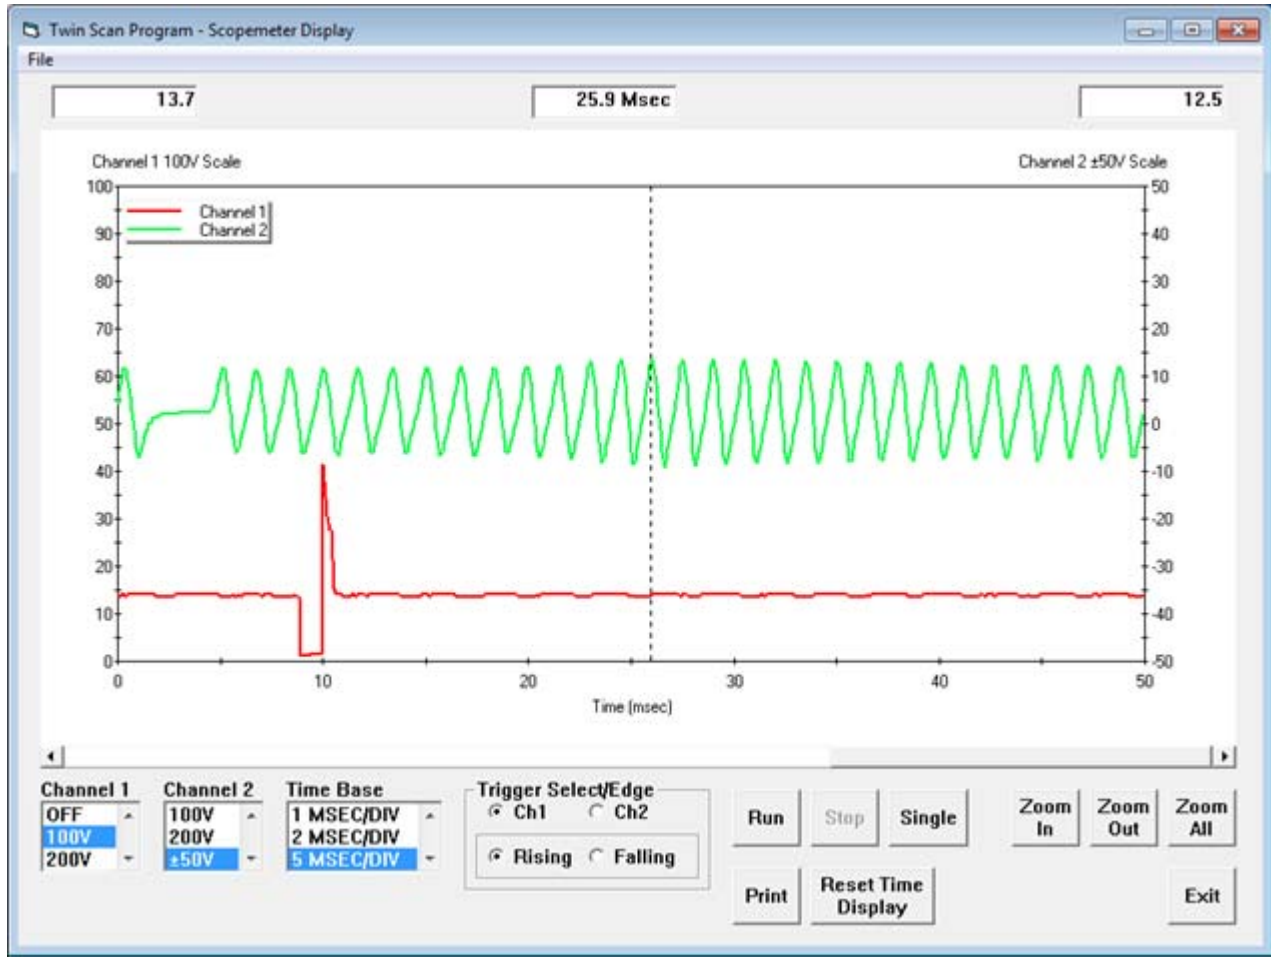 Twin Scan Program - Scopemeter Display
File
13.7
25.9 Msec
12.5
Channel 1 100V Scale
Channel 2 ±50V Scale
Channel 1
Channel 2
100
90
80
70
60
50
40
30
20
10
0
50
40
30
20
10
0
-10
-20
-30
-40
-50
0 10 20 30 40 50
Time (msec)
Channel 1
OFF
100V
200V
Channel 2
100V
200V
±50V
Time Base
1 MSEC/DIV
2 MSEC/DIV
5 MSEC/DIV
Trigger Select/Edge
Ch1 Ch2
Rising Falling
Run
Stop
Single
Zoom
In
Zoom
Out
Zoom
All
Print
Reset Time
Display
Exit